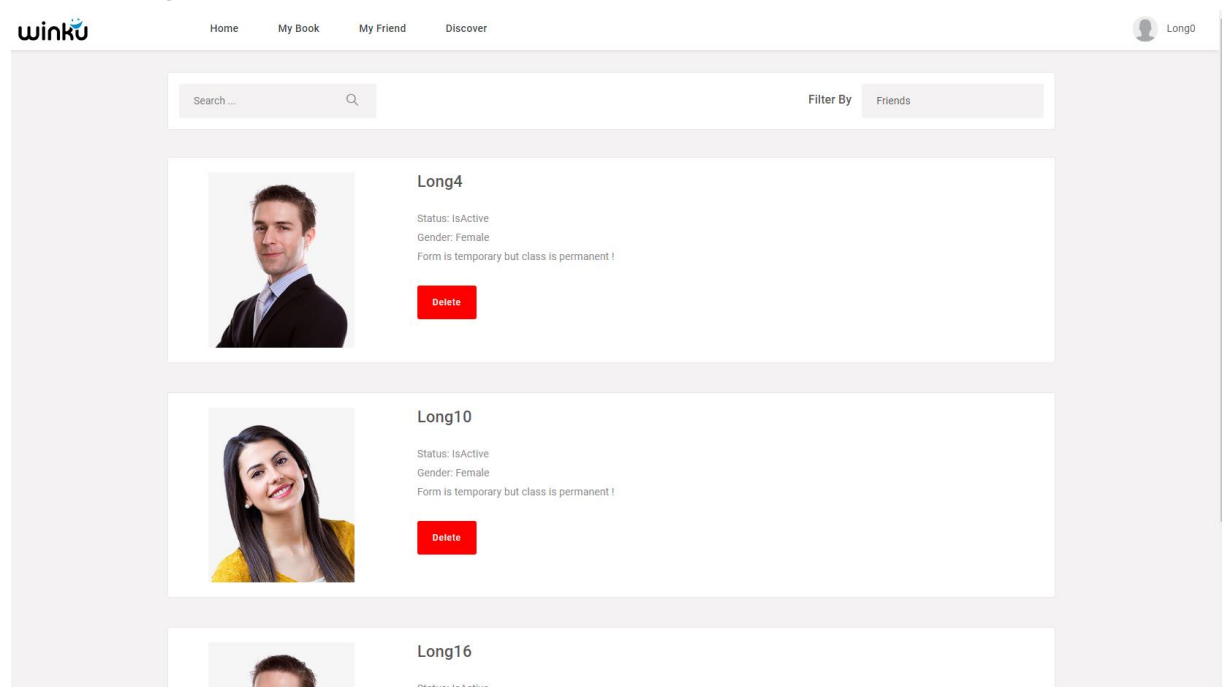 winku
Home My Book My Friend Discover Long0
Search ... Filter By Friends
Long4
Status: IsActive
Gender: Female
Form is temporary but class is permanent !
Delete
Long10
Status: IsActive
Gender: Female
Form is temporary but class is permanent !
Delete
Long16
Status: IsActive